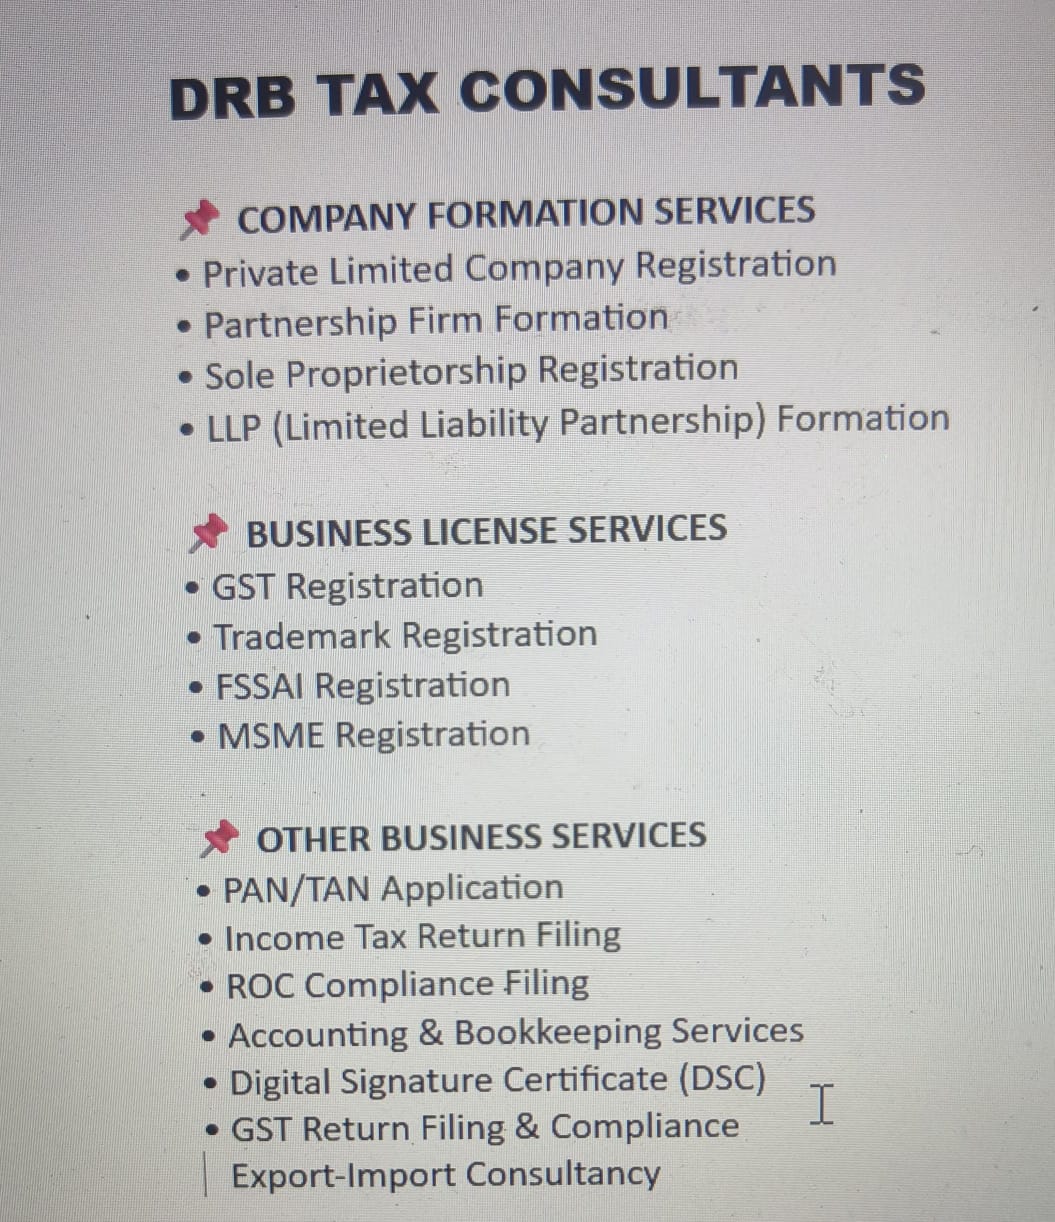 DRB TAX CONSULTANTS
📌 COMPANY FORMATION SERVICES
• Private Limited Company Registration
• Partnership Firm Formation
• Sole Proprietorship Registration
• LLP (Limited Liability Partnership) Formation
📌 BUSINESS LICENSE SERVICES
• GST Registration
• Trademark Registration
• FSSAI Registration
• MSME Registration
📌 OTHER BUSINESS SERVICES
• PAN/TAN Application
• Income Tax Return Filing
• ROC Compliance Filing
• Accounting & Bookkeeping Services
• Digital Signature Certificate (DSC)
• GST Return Filing & Compliance
Export-Import Consultancy